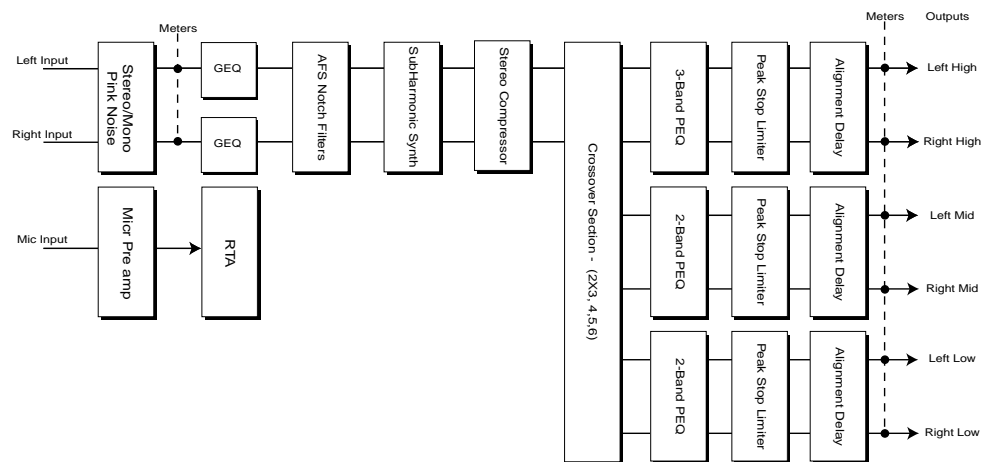 Meters
Meters
Outputs
Left Input
Right Input
Stereo/Mono
Pink Noise
GEQ
GEQ
AFS Notch Filters
SubHarmonic Synth
Stereo Compressor
Crossover Section - (2X3, 4,5,6)
3-Band PEQ
Peak Stop Limiter
Alignment Delay
Left High
Right High
Mic Input
Micr Pre amp
RTA
2-Band PEQ
Peak Stop Limiter
Alignment Delay
Left Mid
Right Mid
2-Band PEQ
Peak Stop Limiter
Alignment Delay
Left Low
Right Low